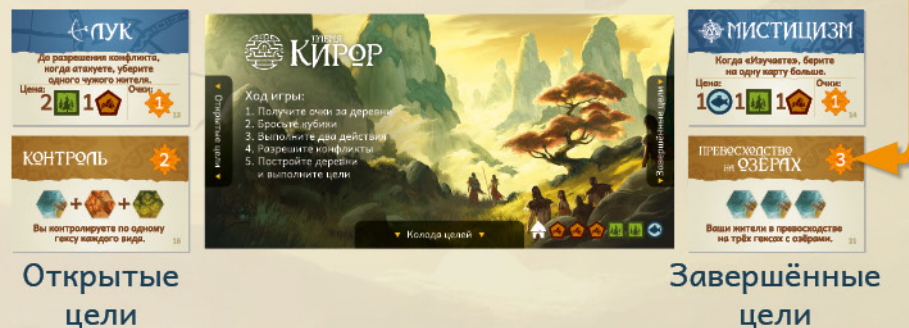 ЛУК
До разрешения конфликта,
когда атакуете, уберите
одного чужого жителя.
Цена:
Очки:
2 1
1
13
КОНТРОЛЬ
2
+ +
Вы контролируете по одному
гексу каждого вида.
18
Открытые
цели
ПЛЕМЯ
КИРОР
Ход игры:
1. Получите очки за деревни
2. Бросьте кубики
3. Выполните два действия
4. Разрешите конфликты
5. Постройте деревни
и выполните цели
Открытые цели
Завершённые цели
Колода целей
МИСТИЦИЗМ
Когда «Изучаете», берите
на одну карту больше.
Цена:
Очки:
1 1 1
1
14
ПРЕВОСХОДСТВО
НА ОЗЁРАХ
3
Ваши жители в превосходстве
на трёх гексах с озёрами.
21
Завершённые
цели